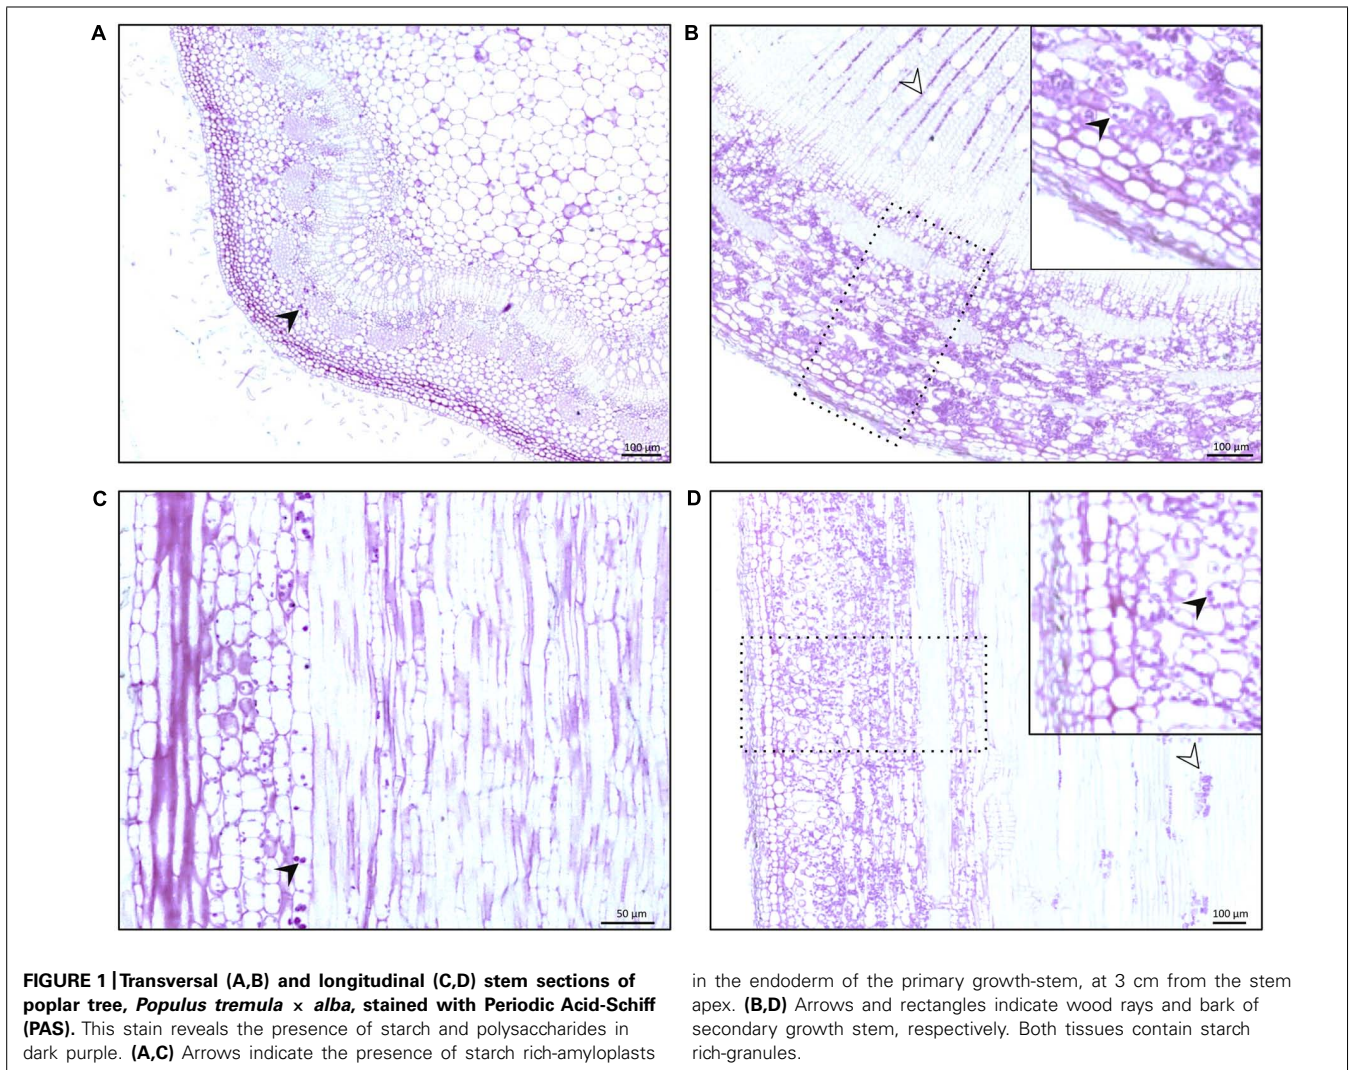 A
B
100 µm
100 µm
C
D
50 µm
100 µm
FIGURE 1 | Transversal (A,B) and longitudinal (C,D) stem sections of
poplar tree, Populus tremula × alba, stained with Periodic Acid-Schiff
(PAS). This stain reveals the presence of starch and polysaccharides in
dark purple. (A,C) Arrows indicate the presence of starch rich-amyloplasts
in the endoderm of the primary growth-stem, at 3 cm from the stem
apex. (B,D) Arrows and rectangles indicate wood rays and bark of
secondary growth stem, respectively. Both tissues contain starch
rich-granules.